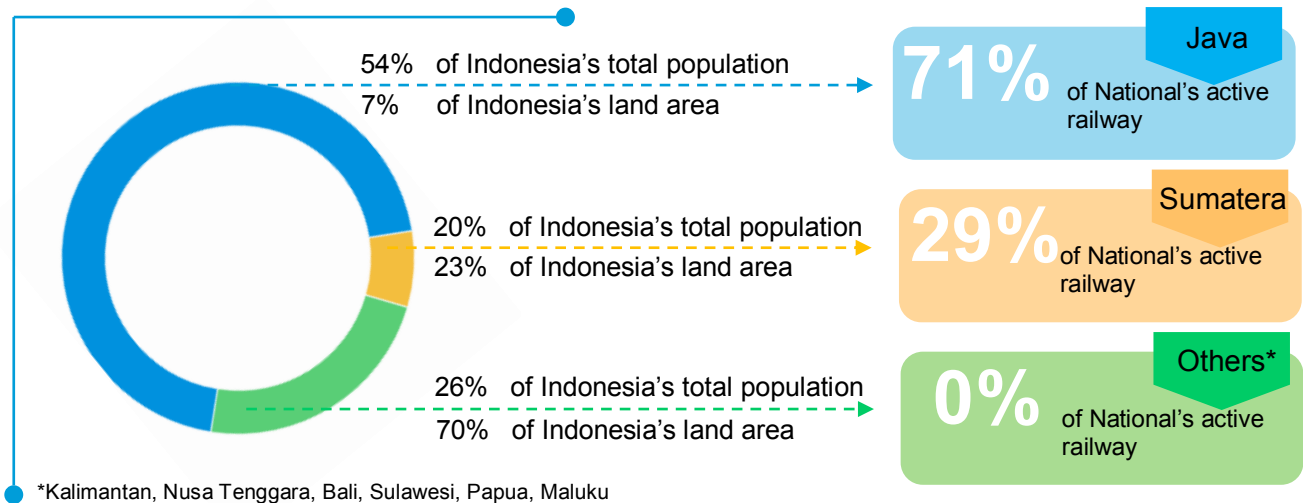 54% of Indonesia's total population
7% of Indonesia's land area
Java
71%
of National's active
railway
20% of Indonesia's total population
23% of Indonesia's land area
Sumatera
29%
of National's active
railway
26% of Indonesia's total population
70% of Indonesia's land area
Others*
0%
of National's active
railway
*Kalimantan, Nusa Tenggara, Bali, Sulawesi, Papua, Maluku